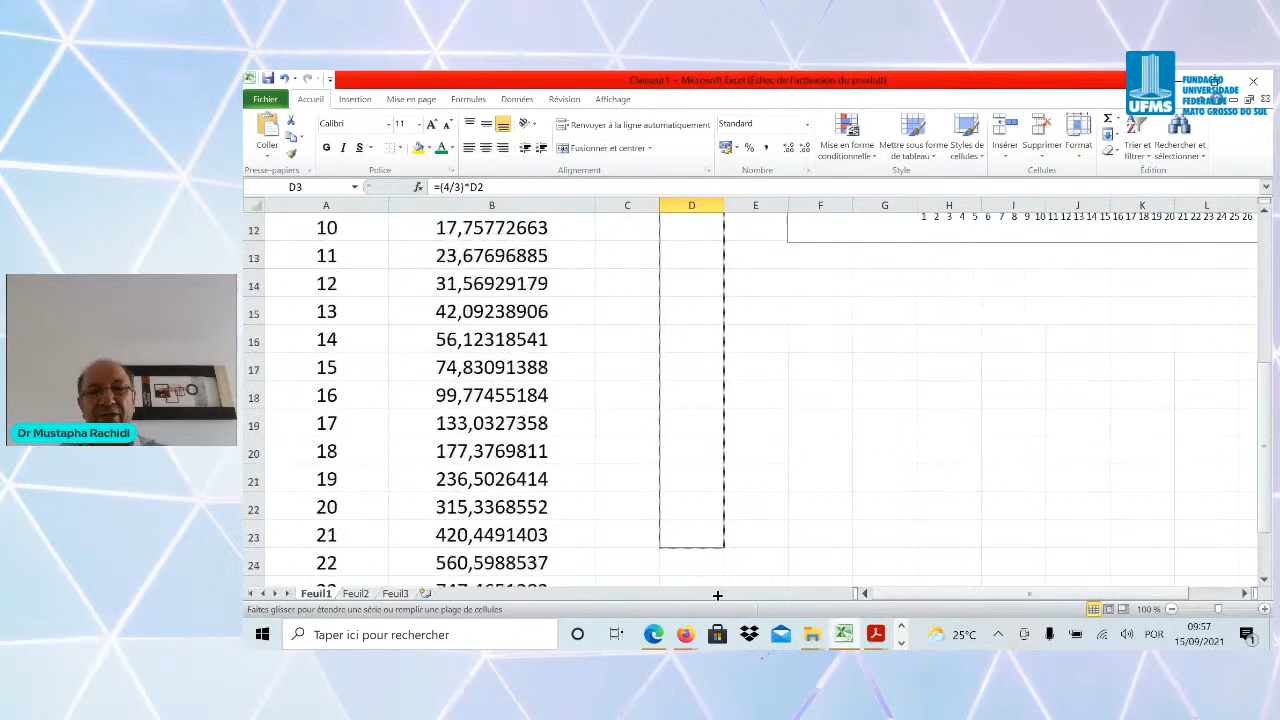 UFMS
FUNDAÇÃO
UNIVERSIDADE
FEDERAL DE
MATO GROSSO DO SUL
Classeur1 - Microsoft Excel (Échec de l'activation du produit)
Fichier Accueil Insertion Mise en page Formules Données Révision Affichage
Calibri 11 Renvoyer à la ligne automatiquement Standard
Coller G I S Fusionner et centrer % Mise en forme conditionnelle Mettre sous forme de tableau Styles de cellules Insérer Supprimer Format Trier et filtrer Rechercher et sélectionner
Presse-papiers Police Alignement Nombre Style Cellules Édition
D3 fx =(4/3)*D2
A B C D E F G H I J K L
1 2 3 4 5 6 7 8 9 10 11 12 13 14 15 16 17 18 19 20 21 22 23 24 25 26
12 10 17,75772663
13 11 23,67696885
14 12 31,56929179
15 13 42,09238906
16 14 56,12318541
17 15 74,83091388
18 16 99,77455184
19 17 133,0327358
20 18 177,3769811
21 19 236,5026414
22 20 315,3368552
23 21 420,4491403
24 22 560,5988537
Dr Mustapha Rachidi
Feuil1 Feuil2 Feuil3
Faites glisser pour étendre une série ou remplir une plage de cellules 100 %
Taper ici pour rechercher 25°C POR 09:57
15/09/2021